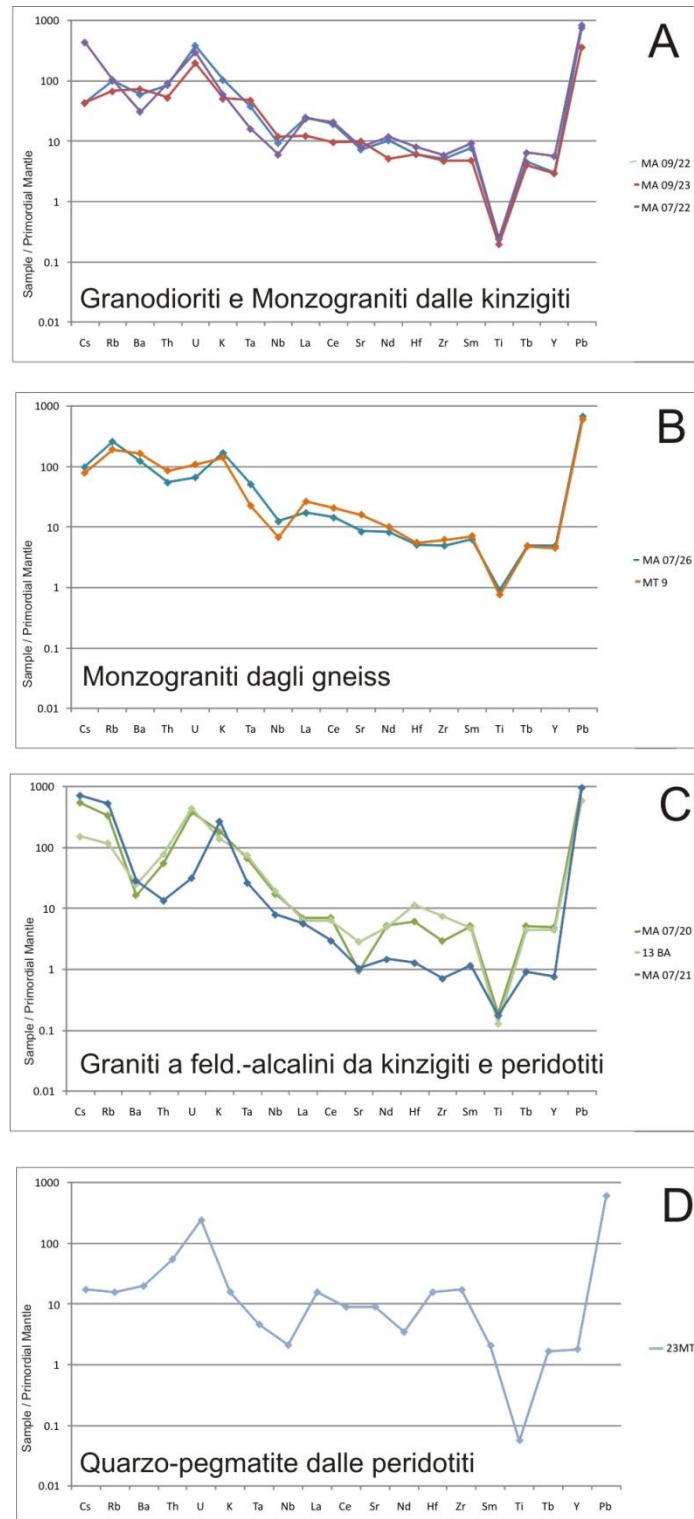 A
1000
100
10
1
0.1
0.01
Sample / Primordial Mantle
Granodioriti e Monzograniti dalle kinzigiti
Cs Rb Ba Th U K Ta Nb La Ce Sr Nd Hf Zr Sm Ti Tb Y Pb
MA 09/22
MA 09/23
MA 07/22
B
1000
100
10
1
0.1
0.01
Sample / Primordial Mantle
Monzograniti dagli gneiss
Cs Rb Ba Th U K Ta Nb La Ce Sr Nd Hf Zr Sm Ti Tb Y Pb
MA 07/26
MT 9
C
1000
100
10
1
0.1
0.01
Sample / Primordial Mantle
Graniti a feld.-alcalini da kinzigiti e peridotiti
Cs Rb Ba Th U K Ta Nb La Ce Sr Nd Hf Zr Sm Ti Tb Y Pb
MA 07/20
13 BA
MA 07/21
D
1000
100
10
1
0.1
0.01
Sample / Primordial Mantle
Quarzo-pegmatite dalle peridotiti
Cs Rb Ba Th U K Ta Nb La Ce Sr Nd Hf Zr Sm Ti Tb Y Pb
23MT